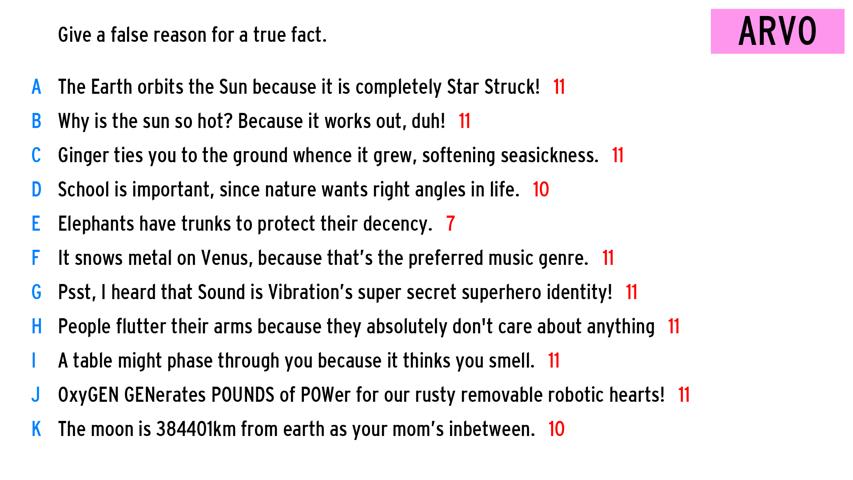 Give a false reason for a true fact.
ARVO
A The Earth orbits the Sun because it is completely Star Struck! 11
B Why is the sun so hot? Because it works out, duh! 11
C Ginger ties you to the ground whence it grew, softening seasickness. 11
D School is important, since nature wants right angles in life. 10
E Elephants have trunks to protect their decency. 7
F It snows metal on Venus, because that’s the preferred music genre. 11
G Psst, I heard that Sound is Vibration’s super secret superhero identity! 11
H People flutter their arms because they absolutely don't care about anything 11
I A table might phase through you because it thinks you smell. 11
J OxyGEN GENerates POUNDS of POWer for our rusty removable robotic hearts! 11
K The moon is 384401km from earth as your mom’s inbetween. 10